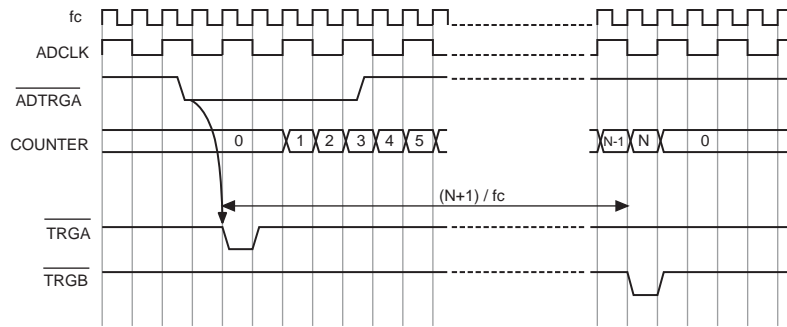 fc
ADCLK
ADTRGA
COUNTER 0 1 2 3 4 5 N-1 N 0
(N+1) / fc
TRGA
TRGB